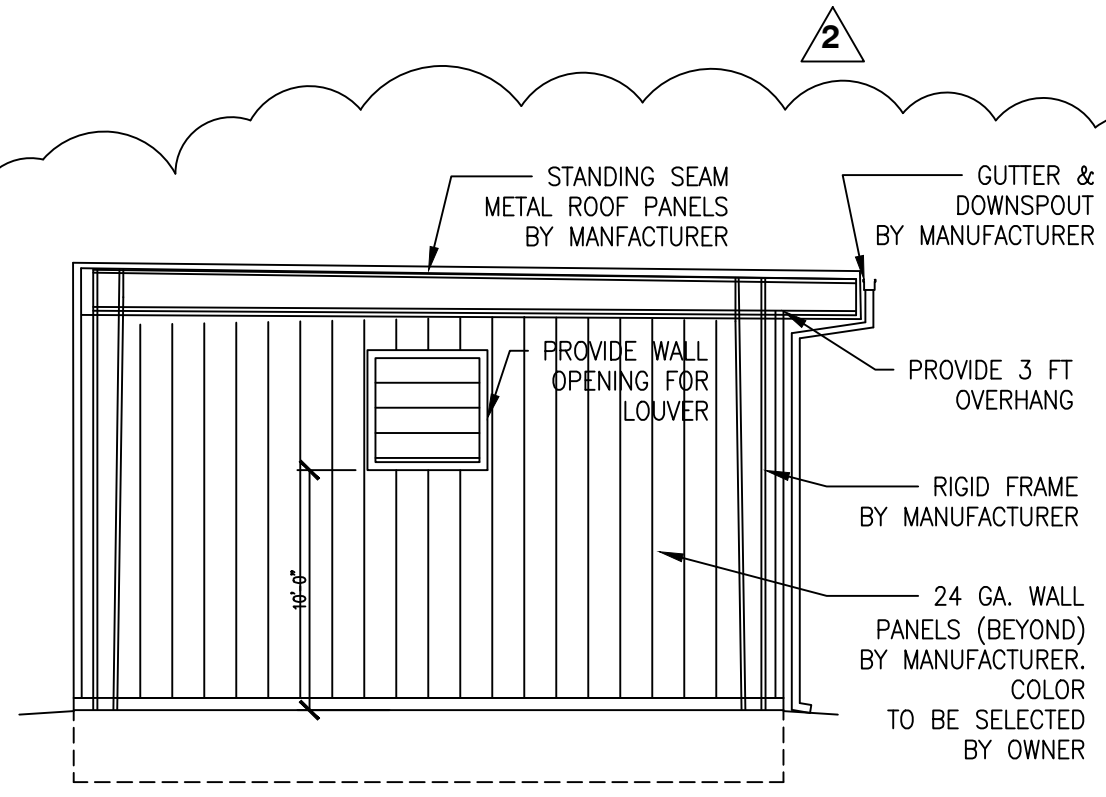 2
STANDING SEAM
METAL ROOF PANELS
BY MANFACTURER
GUTTER &
DOWNSPOUT
BY MANUFACTURER
PROVIDE WALL
OPENING FOR
LOUVER
PROVIDE 3 FT
OVERHANG
RIGID FRAME
BY MANUFACTURER
10'-0"
24 GA. WALL
PANELS (BEYOND)
BY MANUFACTURER.
COLOR
TO BE SELECTED
BY OWNER